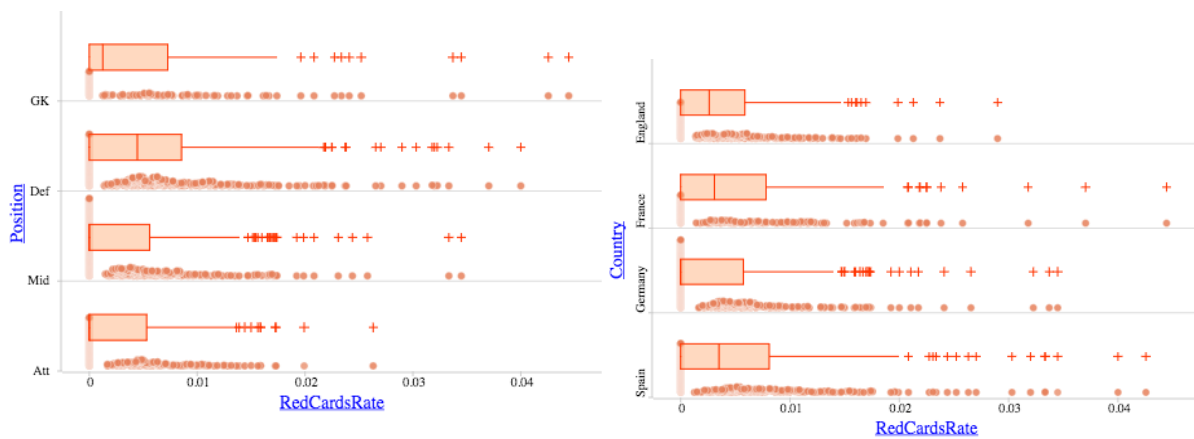 GK
Def
Mid
Att
Position
0
0.01
0.02
0.03
0.04
RedCardsRate
England
France
Germany
Spain
Country
0
0.01
0.02
0.03
0.04
RedCardsRate